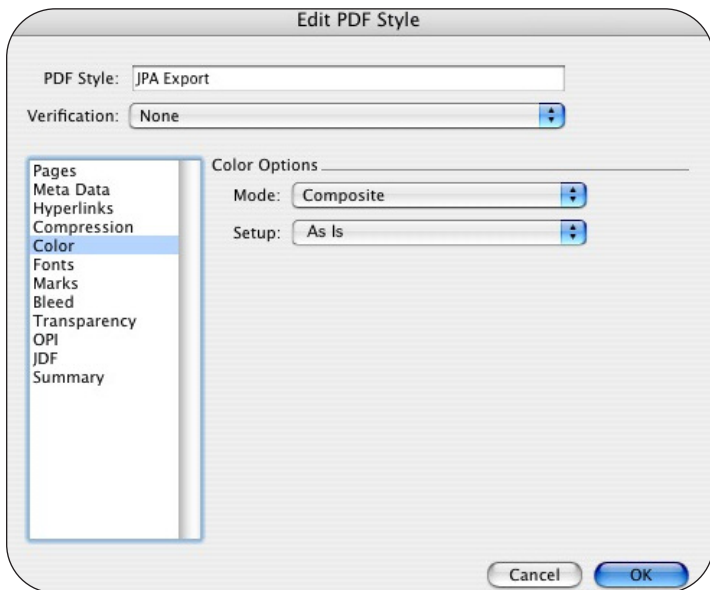 Edit PDF Style
PDF Style: JPA Export
Verification: None
Pages
Meta Data
Hyperlinks
Compression
Color
Fonts
Marks
Bleed
Transparency
OPI
JDF
Summary
Color Options
Mode: Composite
Setup: As Is
Cancel OK